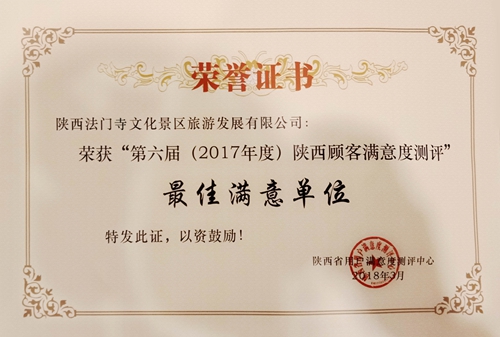 荣誉证书
陕西法门寺文化景区旅游发展有限公司：
荣获“第六届（2017年度）陕西顾客满意度测评”
最佳满意单位
特发此证，以资鼓励！
陕西省用户满意度测评中心
2018年3月